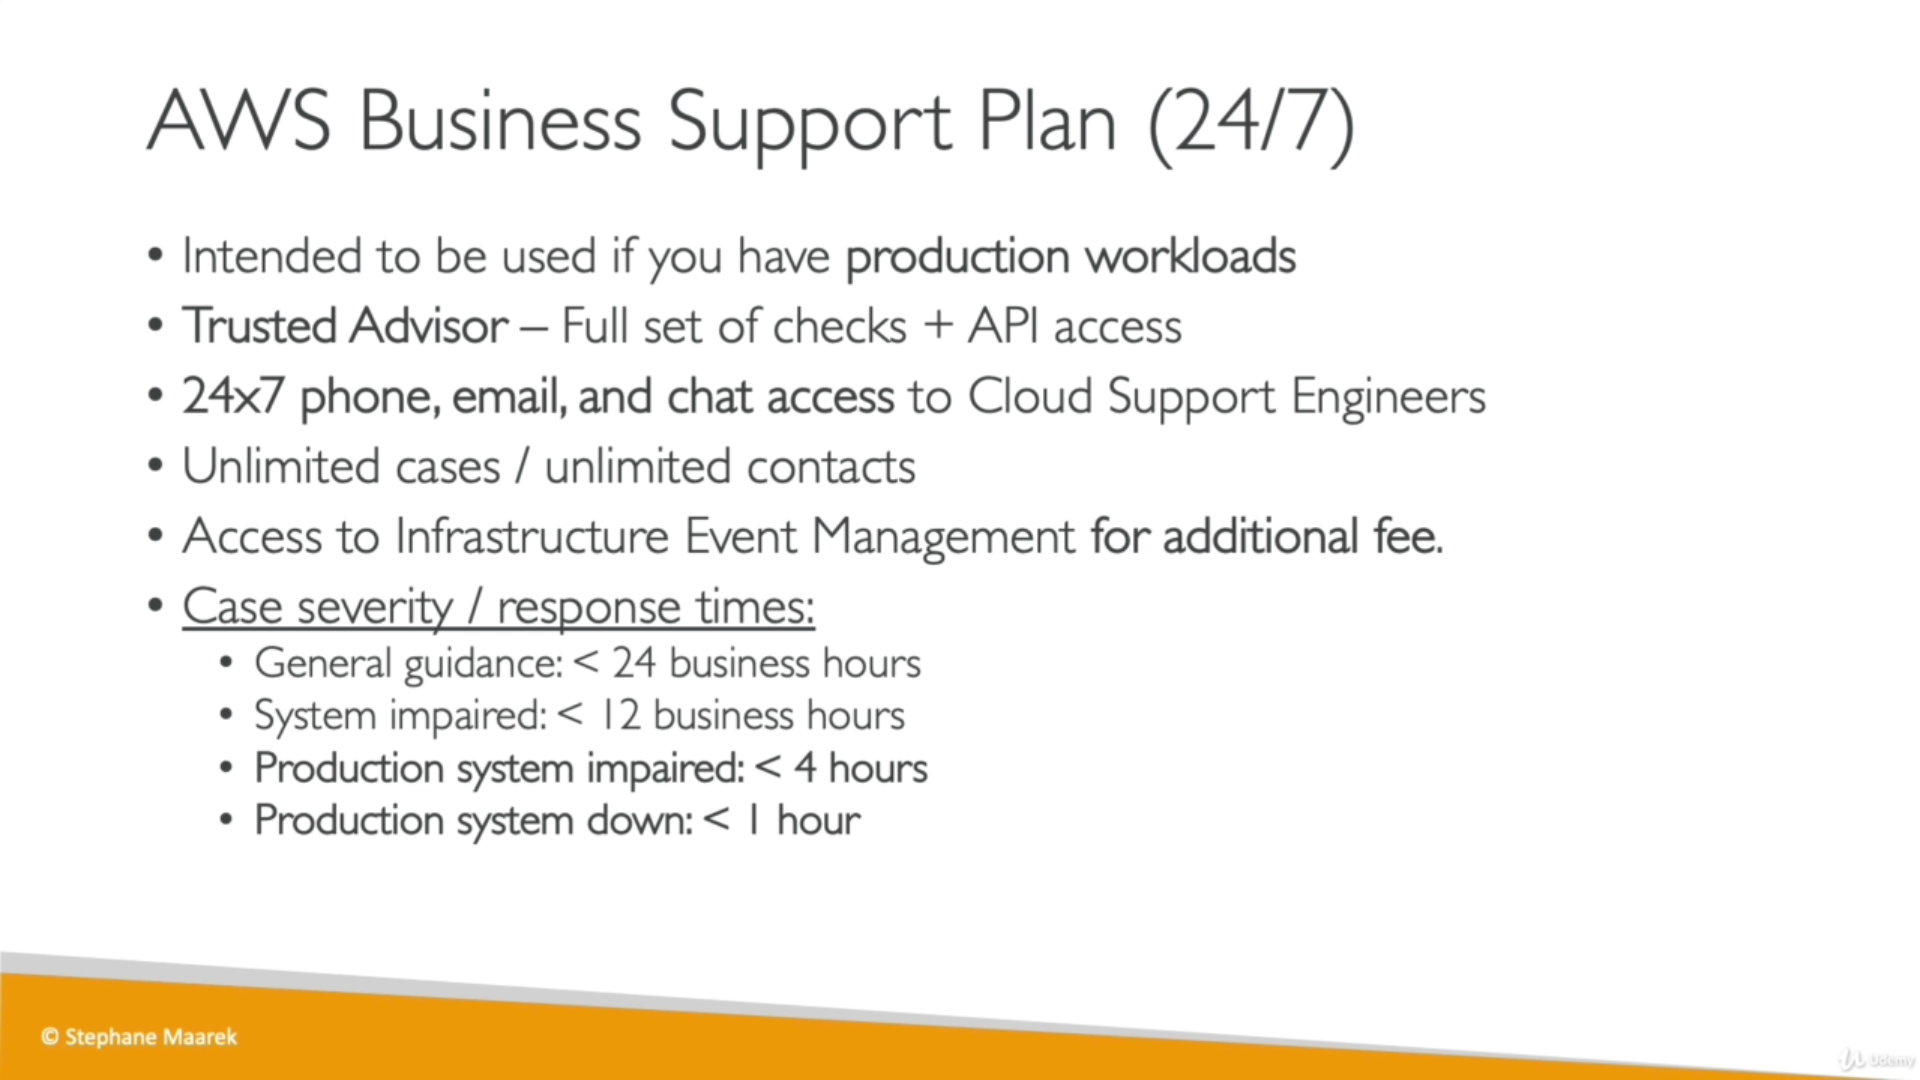 AWS Business Support Plan (24/7)
• Intended to be used if you have production workloads
• Trusted Advisor – Full set of checks + API access
• 24x7 phone, email, and chat access to Cloud Support Engineers
• Unlimited cases / unlimited contacts
• Access to Infrastructure Event Management for additional fee.
• Case severity / response times:
• General guidance: < 24 business hours
• System impaired: < 12 business hours
• Production system impaired: < 4 hours
• Production system down: < 1 hour
© Stephane Maarek
Udemy